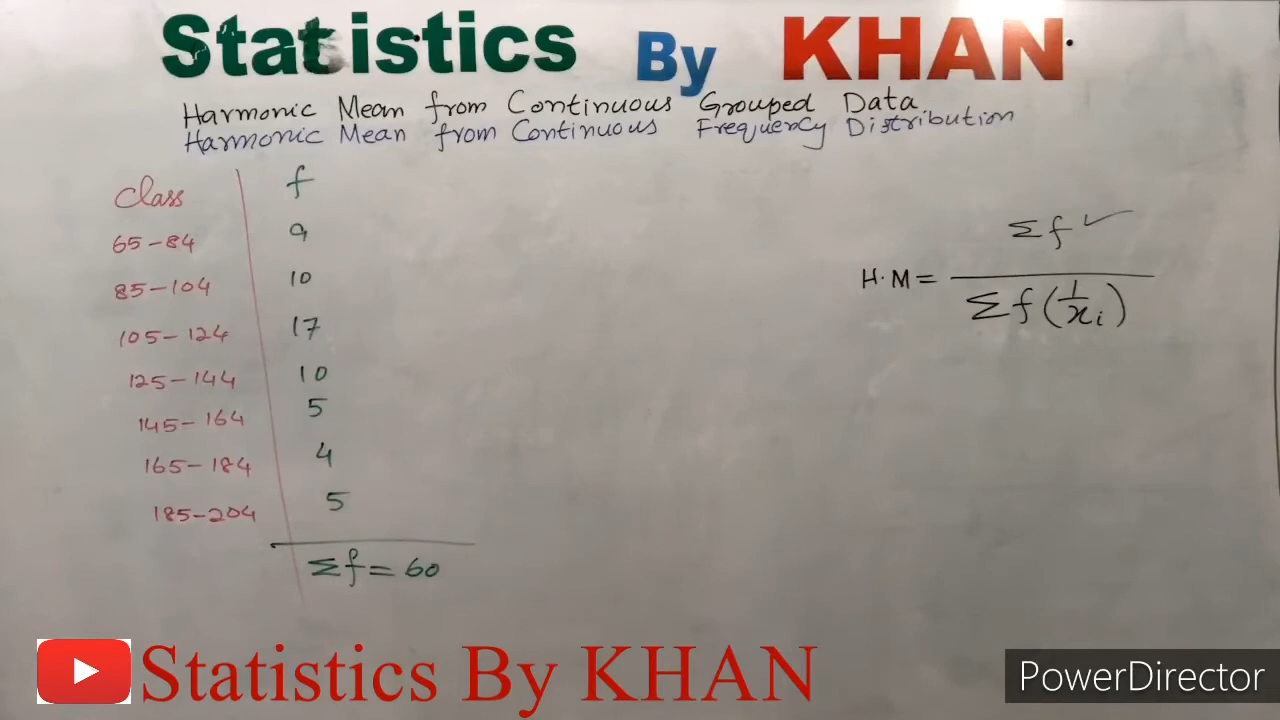 Statistics By KHAN
Harmonic Mean from Continuous Grouped Data.
Harmonic Mean from Continuous Frequency Distribution
Class f
65-84 9
85-104 10
105-124 17
125-144 10
145-164 5
165-184 4
185-204 5
Σf = 60
H.M = Σf ✓ / Σf(1/xᵢ)
Statistics By KHAN
PowerDirector